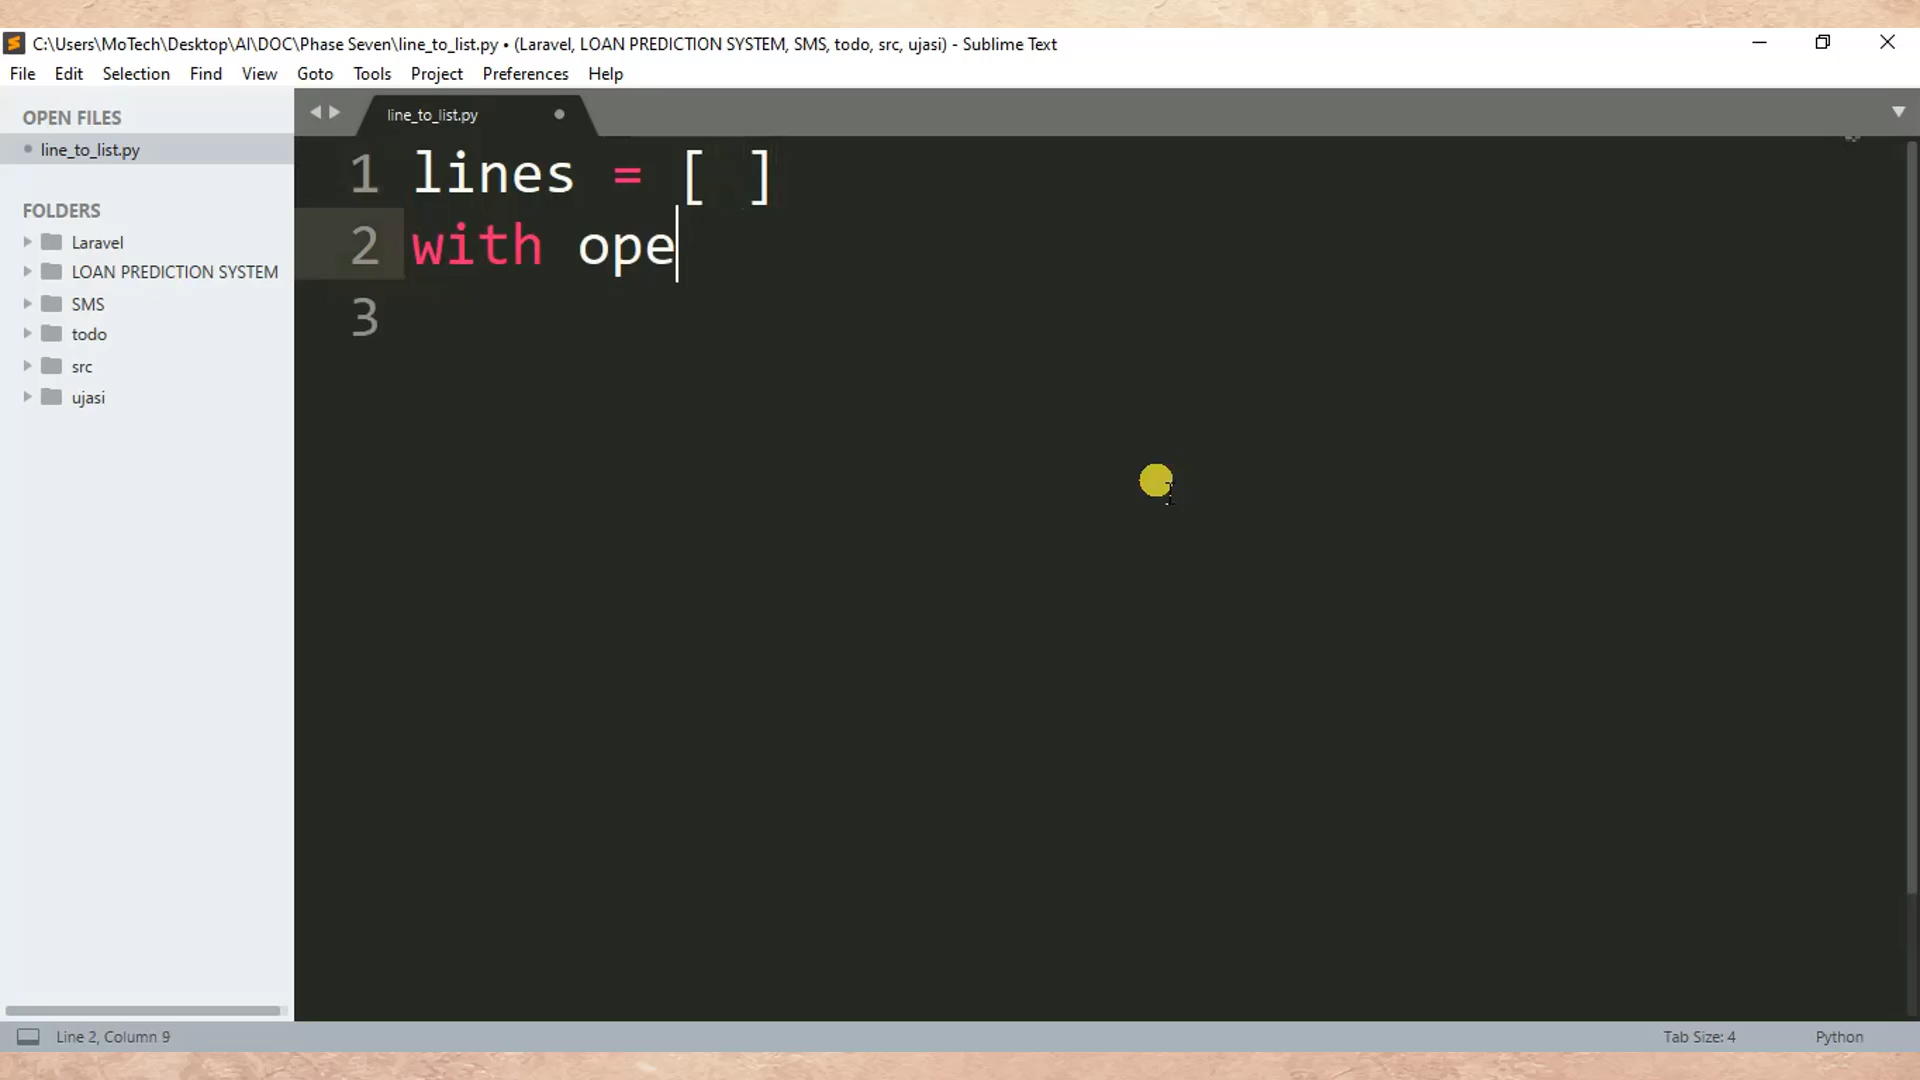 C:\Users\MoTech\Desktop\AI\DOC\Phase Seven\line_to_list.py • (Laravel, LOAN PREDICTION SYSTEM, SMS, todo, src, ujasi) - Sublime Text
File Edit Selection Find View Goto Tools Project Preferences Help
OPEN FILES
line_to_list.py
FOLDERS
Laravel
LOAN PREDICTION SYSTEM
SMS
todo
src
ujasi
line_to_list.py
1 lines = [ ]
2 with ope
3
Line 2, Column 9
Tab Size: 4
Python